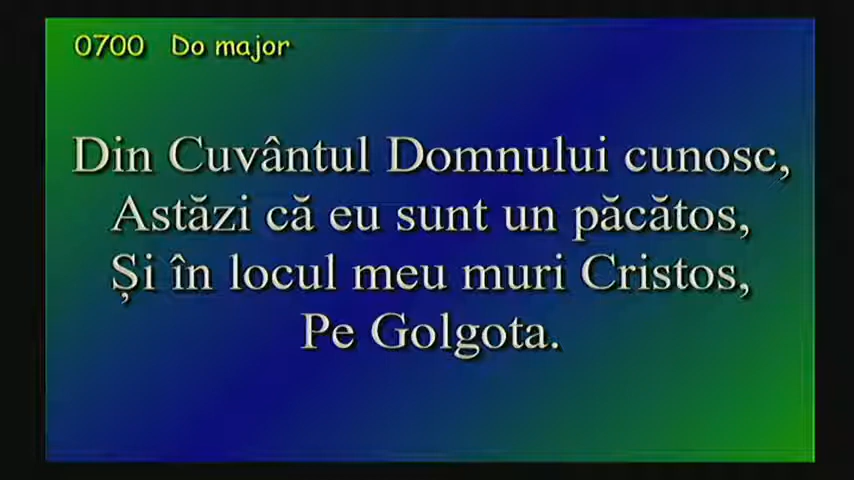 0700 Do major
Din Cuvântul Domnului cunosc,
Astăzi că eu sunt un păcătos,
Și în locul meu muri Cristos,
Pe Golgota.